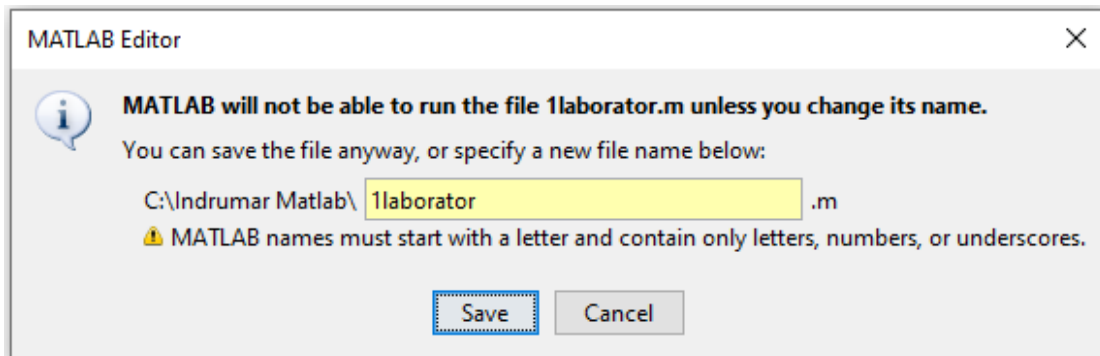 MATLAB Editor
MATLAB will not be able to run the file 1laborator.m unless you change its name.
You can save the file anyway, or specify a new file name below:
C:\Indrumar Matlab\ 1laborator .m
MATLAB names must start with a letter and contain only letters, numbers, or underscores.
Save Cancel